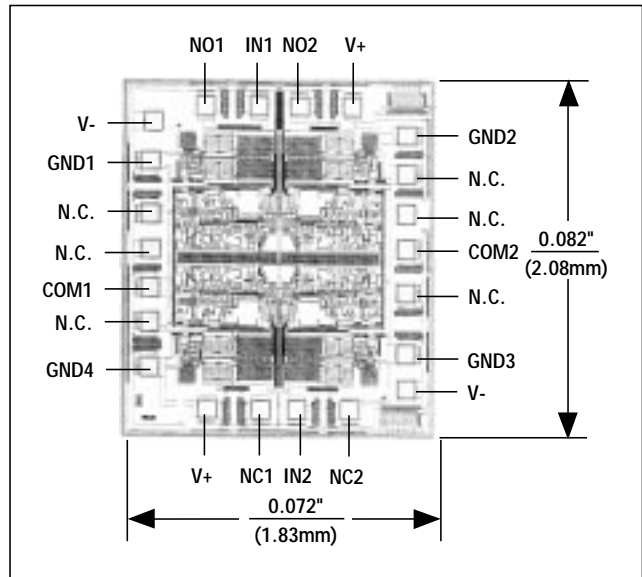 NO1 IN1 NO2 V+
V-
GND1
N.C.
N.C.
COM1
N.C.
GND4
GND2
N.C.
N.C.
COM2
N.C.
GND3
V-
0.082"
(2.08mm)
V+ NC1 IN2 NC2
0.072"
(1.83mm)